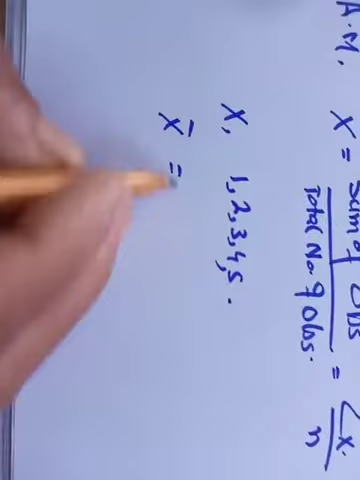 A.M. X = Sum of Obs / Total No. of Obs. = Σx. / n
X, 1,2,3,4,5.
X̄ =